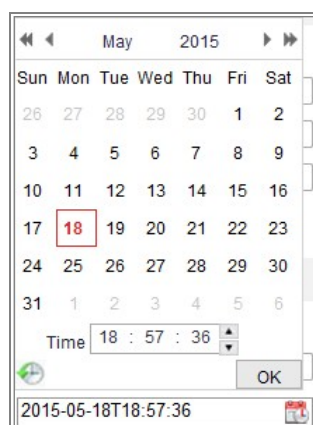 May 2015
Sun Mon Tue Wed Thu Fri Sat
26 27 28 29 30 1 2
3 4 5 6 7 8 9
10 11 12 13 14 15 16
17 18 19 20 21 22 23
24 25 26 27 28 29 30
31 1 2 3 4 5 6
Time 18 : 57 : 36
OK
2015-05-18T18:57:36